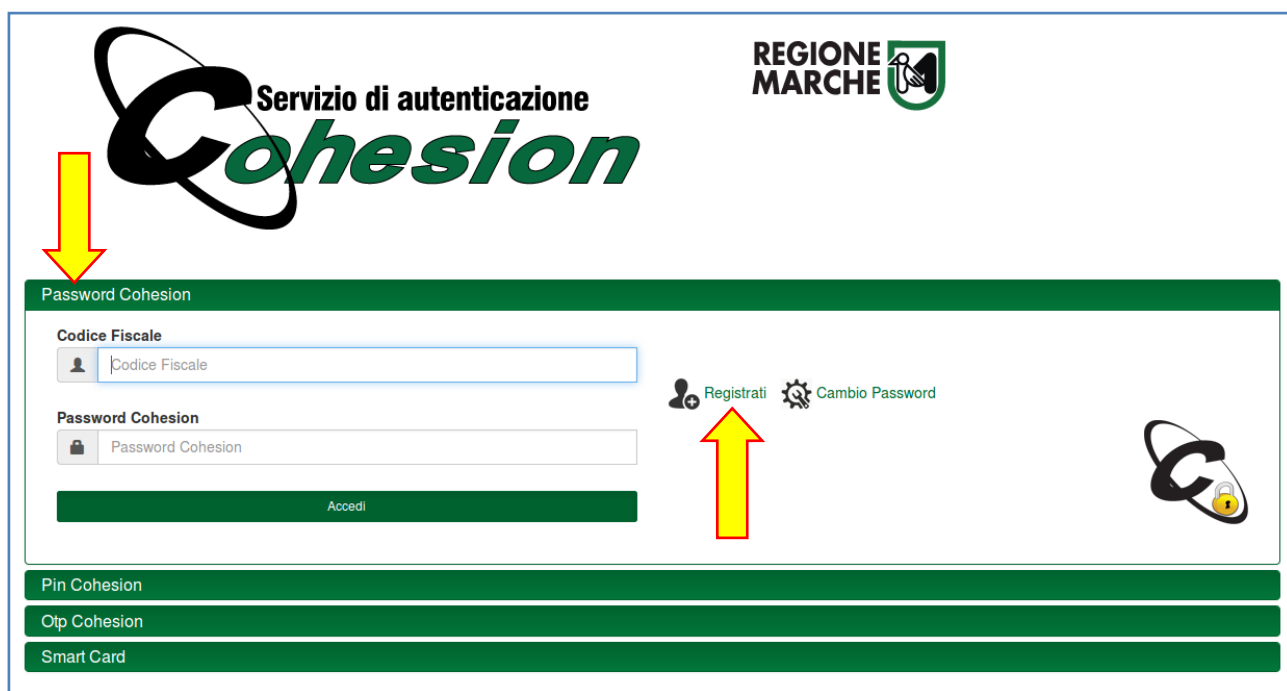 REGIONE
MARCHE
Servizio di autenticazione
Cohesion
Password Cohesion
Codice Fiscale
Codice Fiscale
Registrati Cambio Password
Password Cohesion
Password Cohesion
Accedi
Pin Cohesion
Otp Cohesion
Smart Card